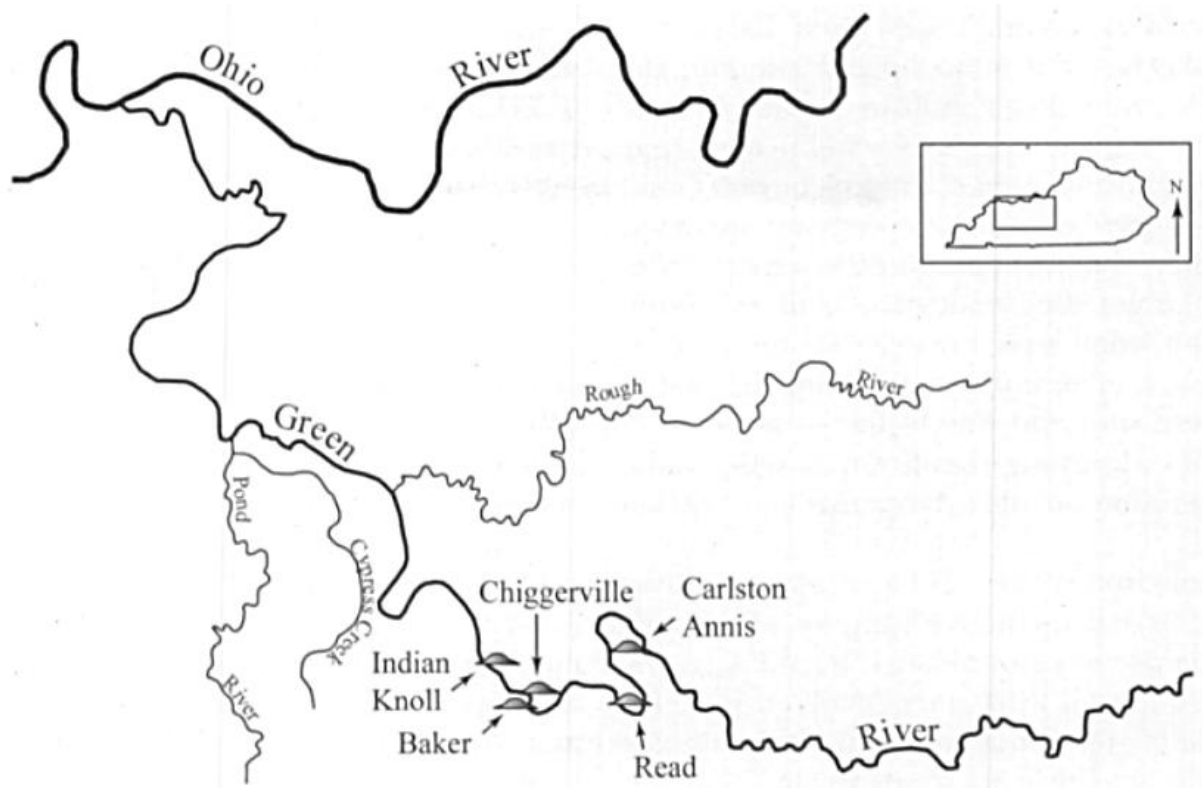 Ohio River
N
Rough River
Green
Pond
Cypress Creek
Chiggerville
Carlston
Annis
Indian
Knoll
River
Baker
River
Read